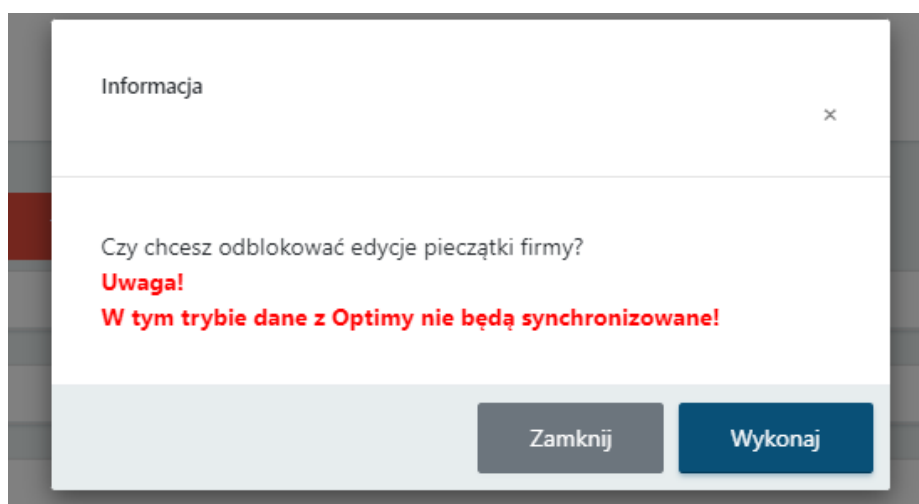 Informacja
×
Czy chcesz odblokować edycje pieczątki firmy?
Uwaga!
W tym trybie dane z Optimy nie będą synchronizowane!
Zamknij
Wykonaj